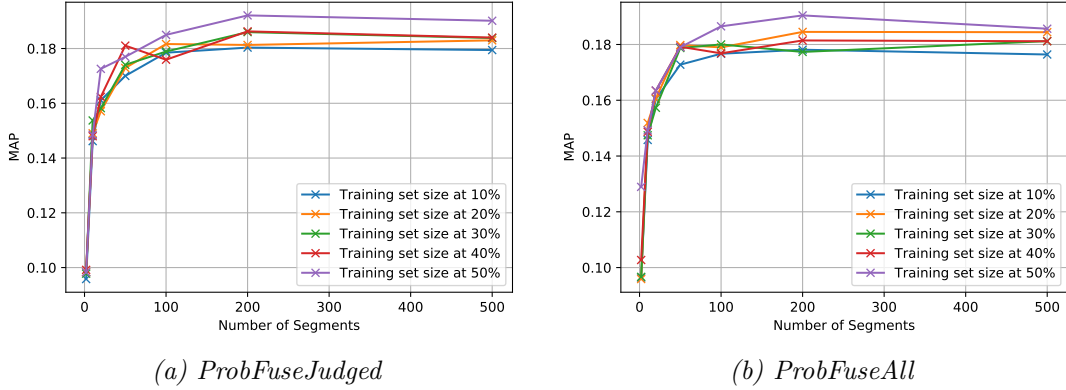 0.18
0.16
0.14
0.12
0.10
MAP
0
100
200
300
400
500
Number of Segments
Training set size at 10%
Training set size at 20%
Training set size at 30%
Training set size at 40%
Training set size at 50%
(a) ProbFuseJudged
0.18
0.16
0.14
0.12
0.10
MAP
0
100
200
300
400
500
Number of Segments
Training set size at 10%
Training set size at 20%
Training set size at 30%
Training set size at 40%
Training set size at 50%
(b) ProbFuseAll